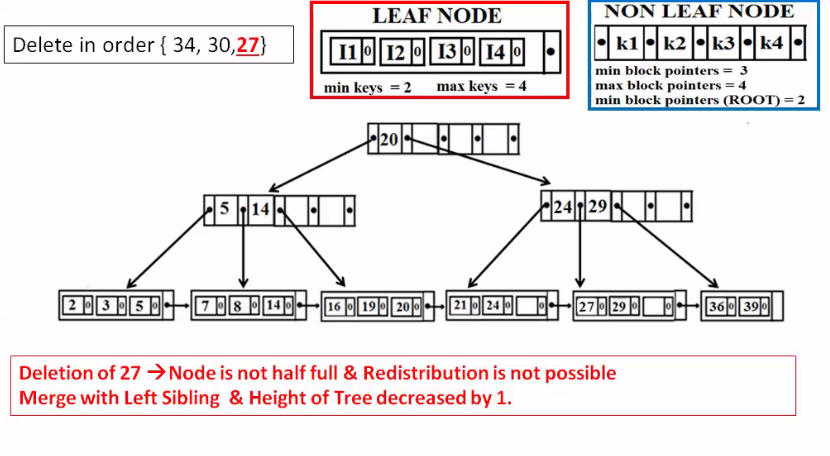 Delete in order { 34, 30,27}
LEAF NODE
I1 0 I2 0 I3 0 I4 0
min keys = 2 max keys = 4
NON LEAF NODE
k1 k2 k3 k4
min block pointers = 3
max block pointers = 4
min block pointers (ROOT) = 2
20
5 14
24 29
2 0 3 0 5 0
7 0 8 0 14 0
16 0 19 0 20 0
21 0 24 0 0
27 0 29 0 0
36 0 39 0
Deletion of 27 →Node is not half full & Redistribution is not possible
Merge with Left Sibling & Height of Tree decreased by 1.